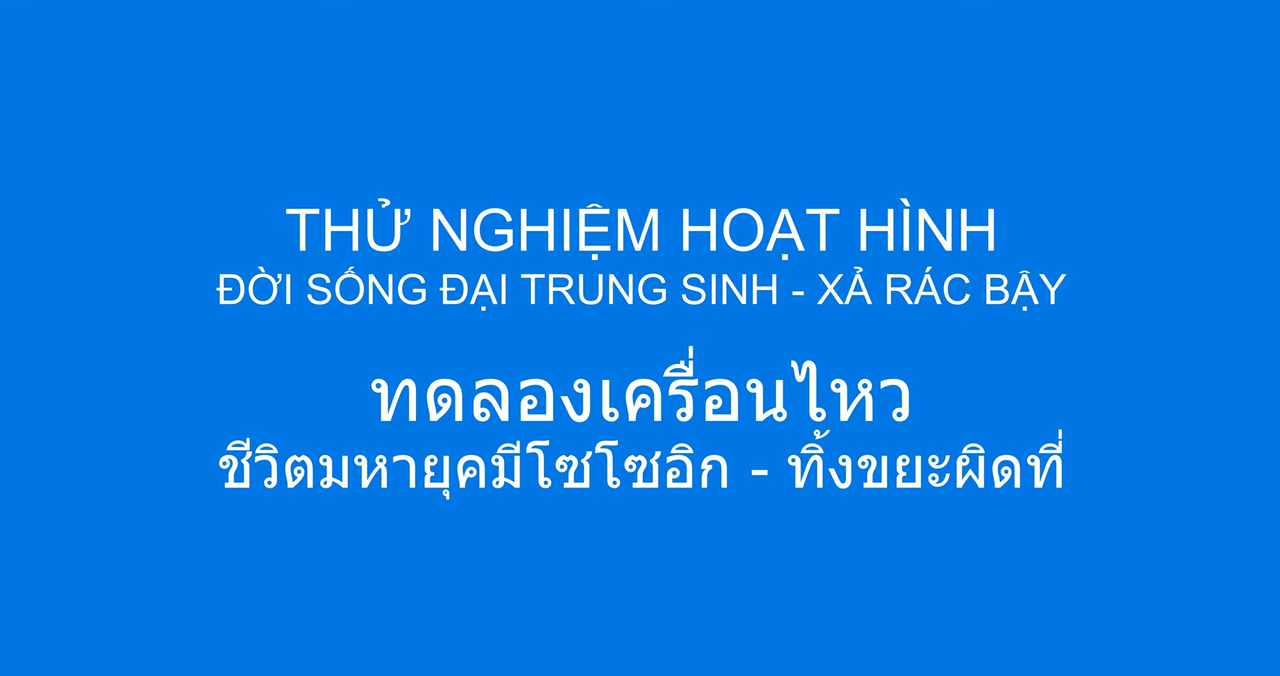 THỬ NGHIỆM HOẠT HÌNH
ĐỜI SỐNG ĐẠI TRUNG SINH - XẢ RÁC BẬY
ทดลองเครื่อนไหว
ชีวิตมหายุคมีโซโซอิก - ทิ้งขยะผิดที่